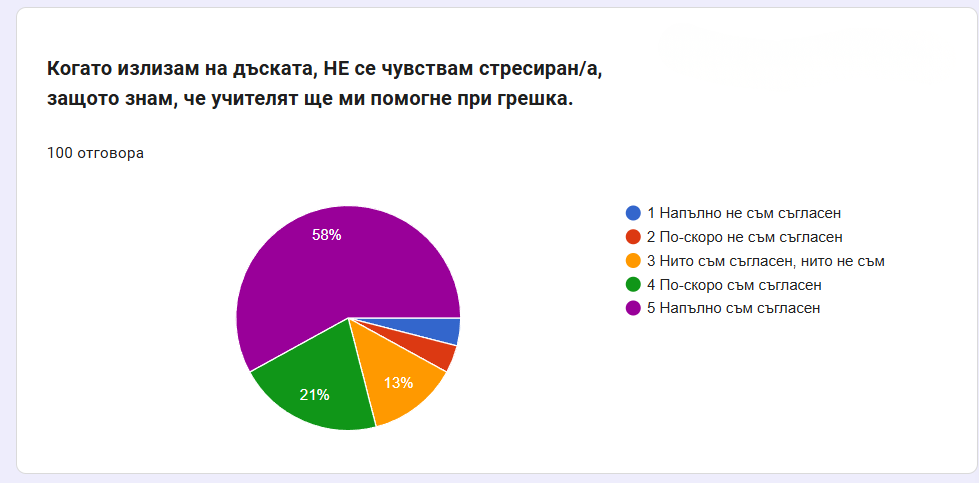 Когато излизам на дъската, НЕ се чувствам стресиран/а,
защото знам, че учителят ще ми помогне при грешка.
100 отговора
58%
21%
13%
1 Напълно не съм съгласен
2 По-скоро не съм съгласен
3 Нито съм съгласен, нито не съм
4 По-скоро съм съгласен
5 Напълно съм съгласен